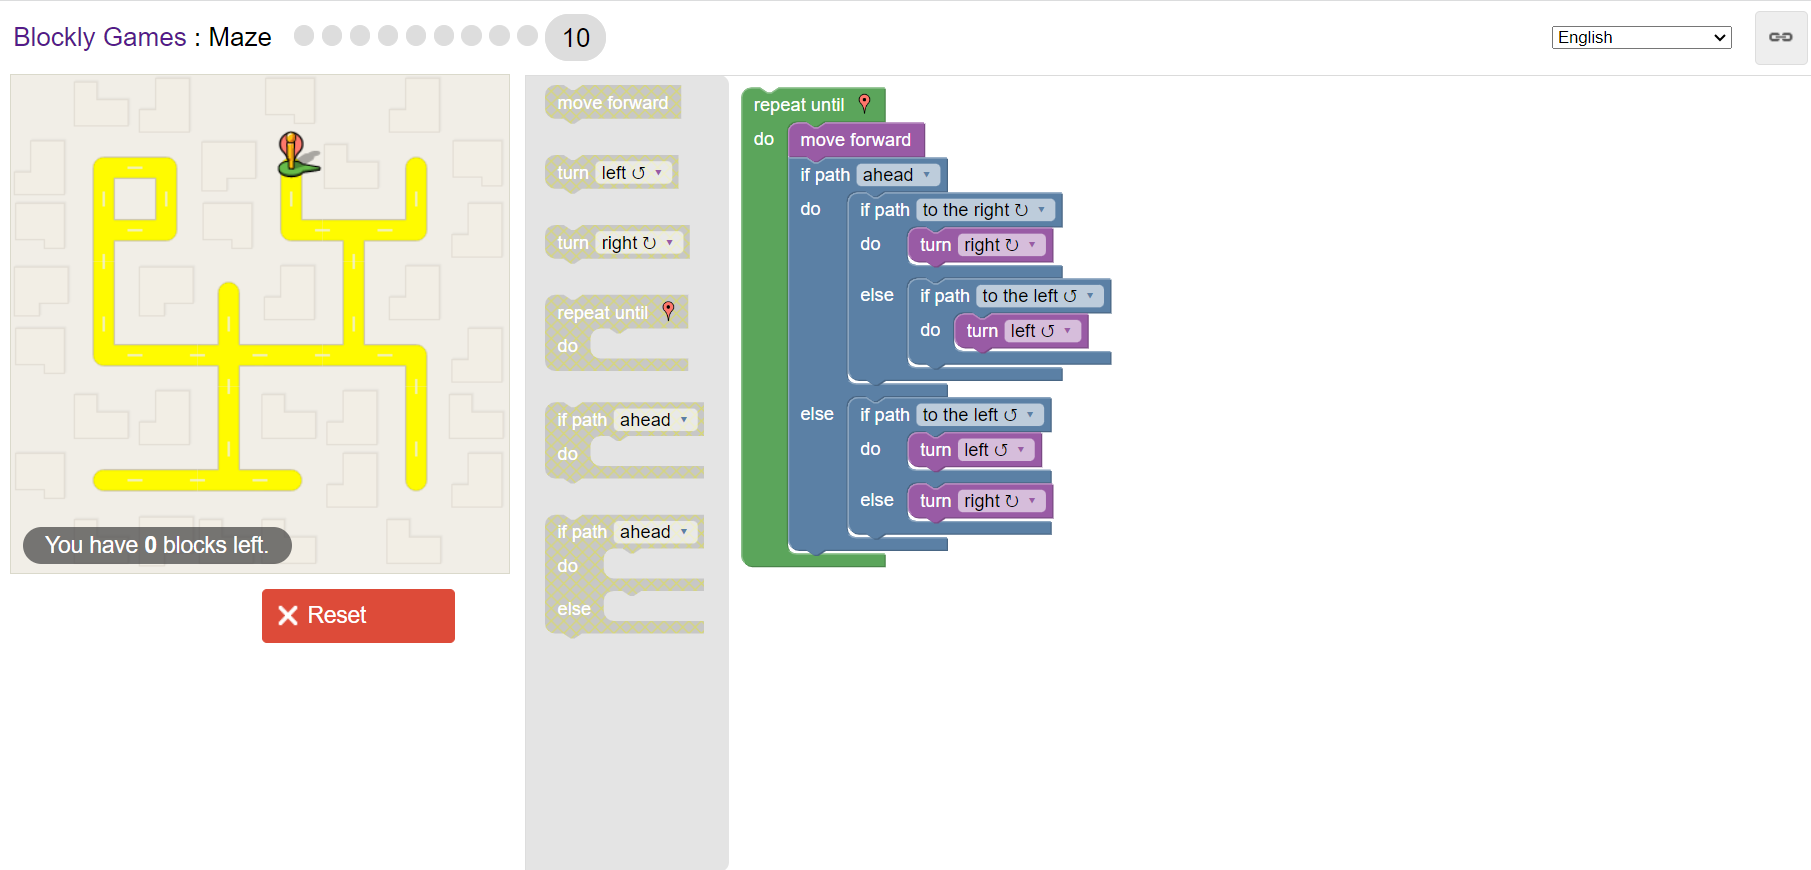 Blockly Games : Maze 10 English
move forward
turn left ↺ ▾
turn right ↻ ▾
repeat until
do
if path ahead ▾
do
if path ahead ▾
do
else
repeat until
do move forward
if path ahead ▾
do if path to the right ↻ ▾
do turn right ↻ ▾
else if path to the left ↺ ▾
do turn left ↺ ▾
else if path to the left ↺ ▾
do turn left ↺ ▾
else turn right ↻ ▾
You have 0 blocks left.
Reset